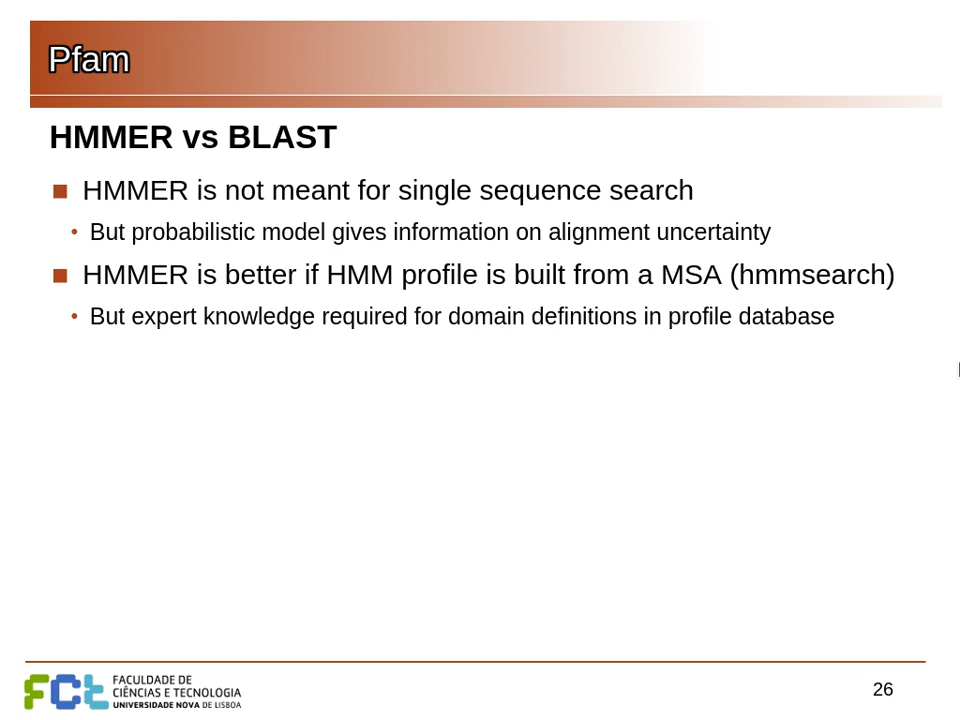 Pfam
HMMER vs BLAST
HMMER is not meant for single sequence search
• But probabilistic model gives information on alignment uncertainty
HMMER is better if HMM profile is built from a MSA (hmmsearch)
• But expert knowledge required for domain definitions in profile database
FCt
FACULDADE DE
CIÊNCIAS E TECNOLOGIA
UNIVERSIDADE NOVA DE LISBOA
26